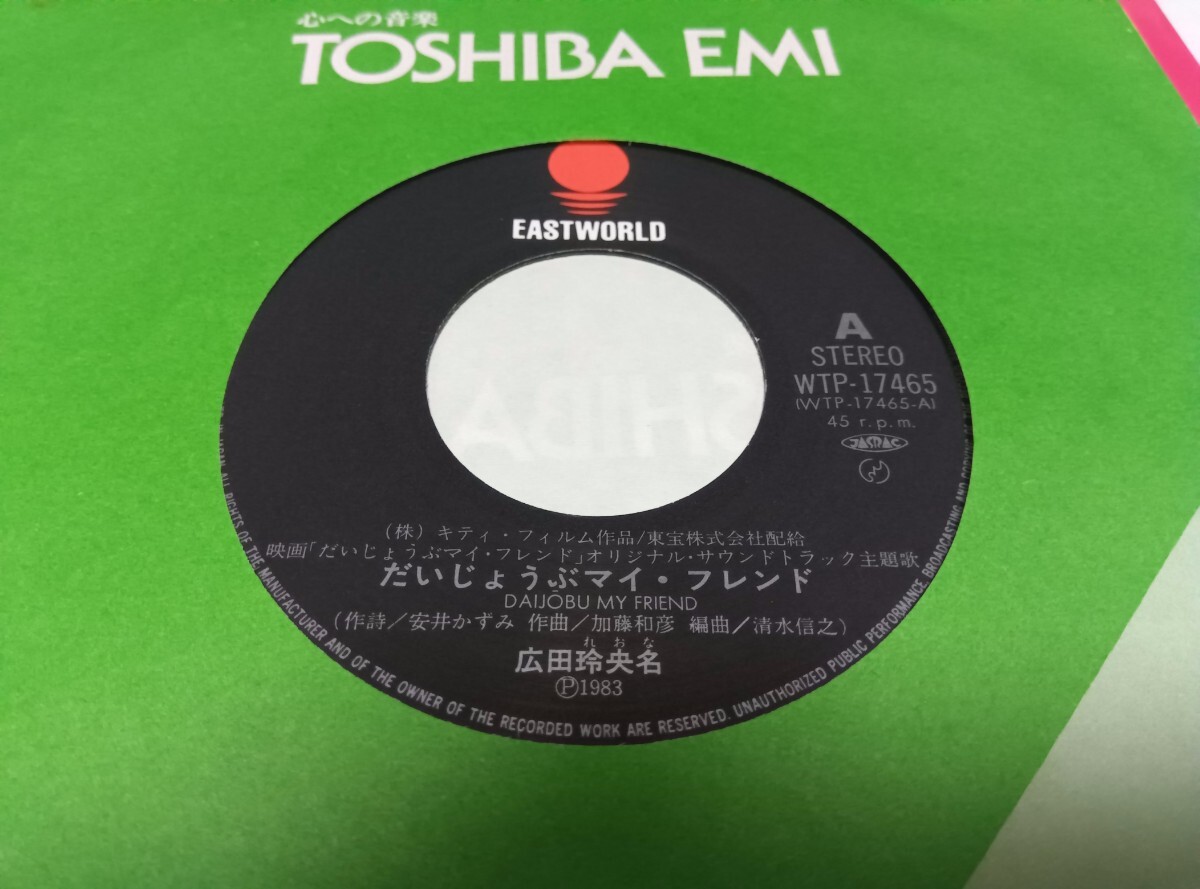 心への音楽
TOSHIBA EMI
EASTWORLD
A
STEREO
WTP-17465
(WTP-17465-A)
45 r.p.m.
JASRAC
(株)キティ・フィルム作品/東宝株式会社配給
映画「だいじょうぶマイ・フレンド」オリジナル・サウンドトラック主題歌
だいじょうぶマイ・フレンド
DAIJŌBU MY FRIEND
(作詩/安井かずみ 作曲/加藤和彦 編曲/清水信之)
れおな
広田玲央名
Ⓟ1983
ALL RIGHTS OF THE MANUFACTURER AND OF THE OWNER OF THE RECORDED WORK ARE RESERVED. UNAUTHORIZED PUBLIC PERFORMANCE, BROADCASTING AND
SHIBA